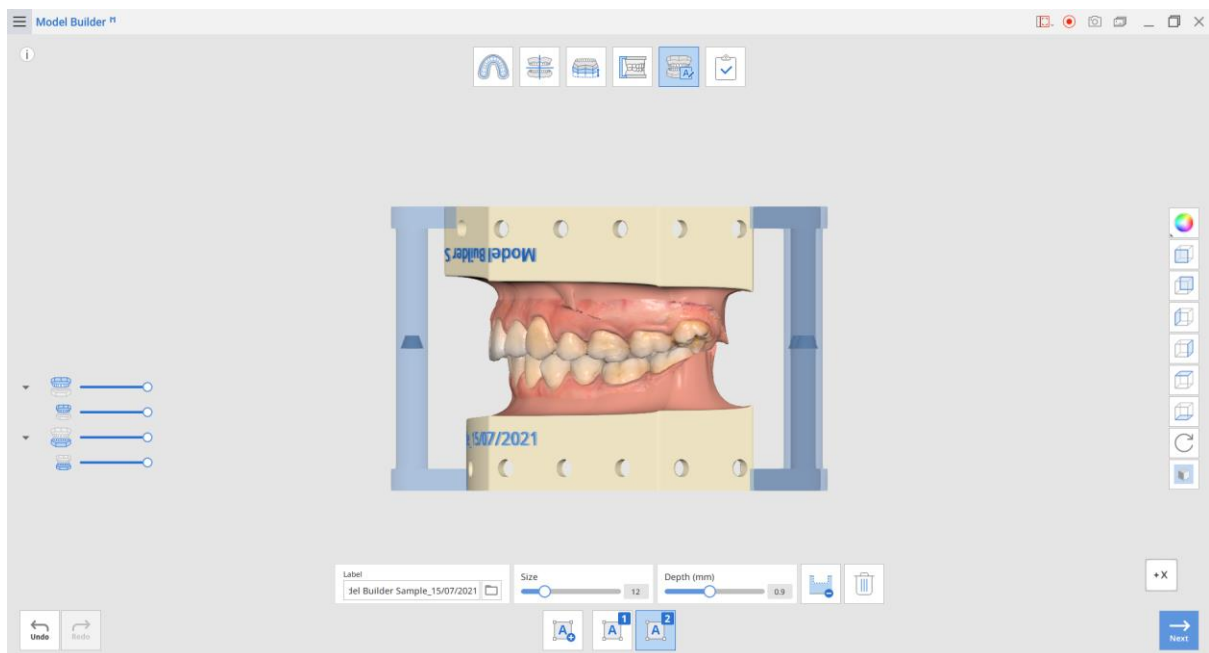 Model Builder M
Model Builder S
15/07/2021
Label
Size
Depth (mm)
del Builder Sample_15/07/2021
12
0.9
+X
Undo
Redo
A
A 1
A 2
Next